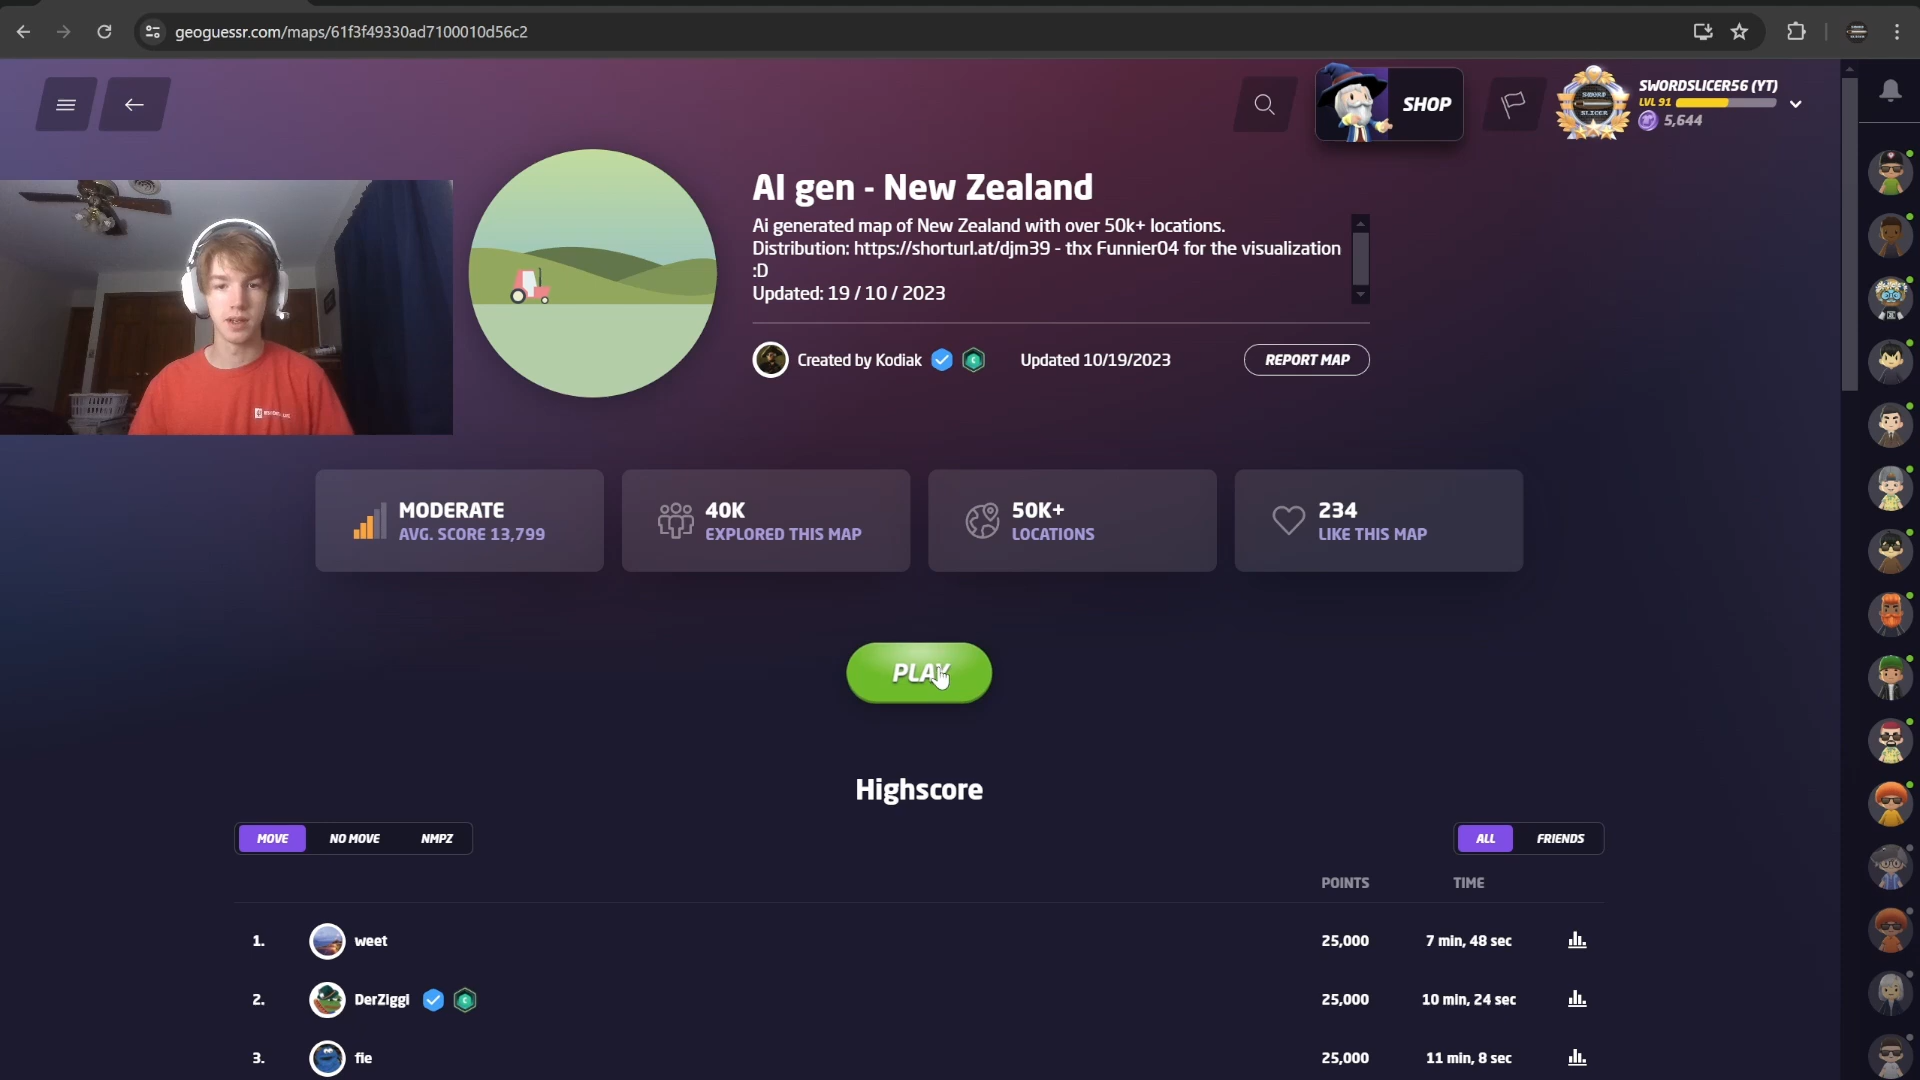 geoguessr.com/maps/61f3f49330ad7100010d56c2
SHOP
SWORDSLICER56 (YT)
LVL 91
5,644
SWORD
SLICER
AI gen - New Zealand
Ai generated map of New Zealand with over 50k+ locations.
Distribution: https://shorturl.at/djm39 - thx Funnier04 for the visualization
:D
Updated: 19 / 10 / 2023
Created by Kodiak
Updated 10/19/2023
REPORT MAP
MODERATE
AVG. SCORE 13,799
40K
EXPLORED THIS MAP
50K+
LOCATIONS
234
LIKE THIS MAP
PLAY
Highscore
MOVE NO MOVE NMPZ
ALL FRIENDS
POINTS TIME
1. weet 25,000 7 min, 48 sec
2. DerZiggi 25,000 10 min, 24 sec
3. fie 25,000 11 min, 8 sec